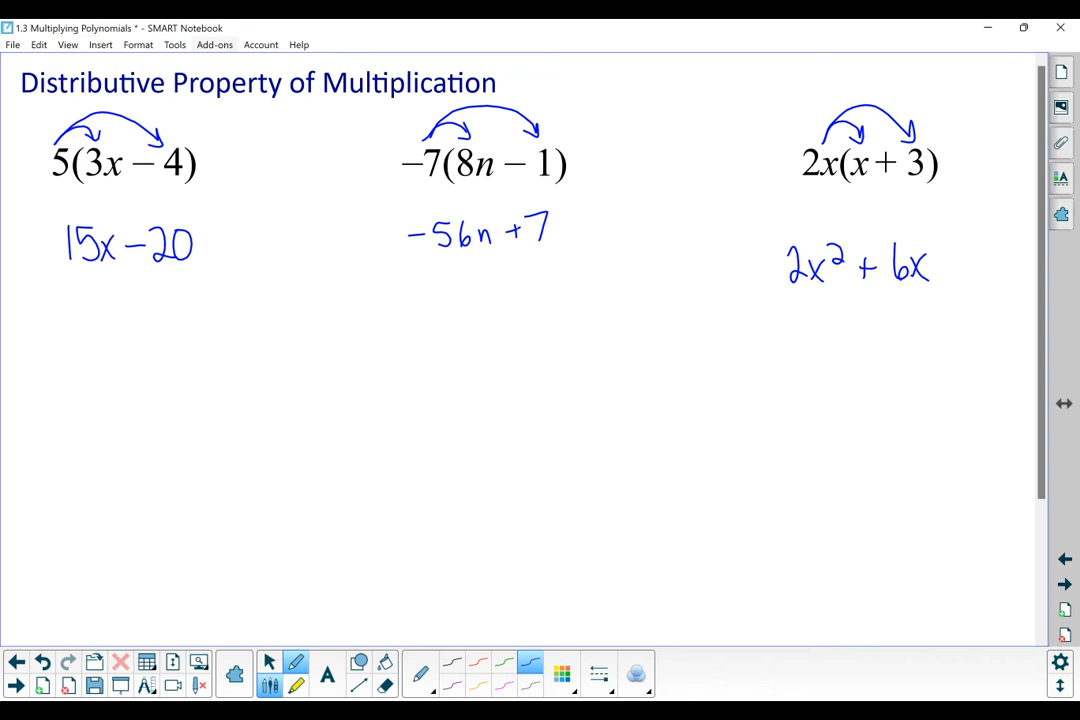 1.3 Multiplying Polynomials * - SMART Notebook
File Edit View Insert Format Tools Add-ons Account Help
Distributive Property of Multiplication
5(3x − 4) −7(8n − 1) 2x(x + 3)
15x − 20 −56n + 7 2x² + 6x